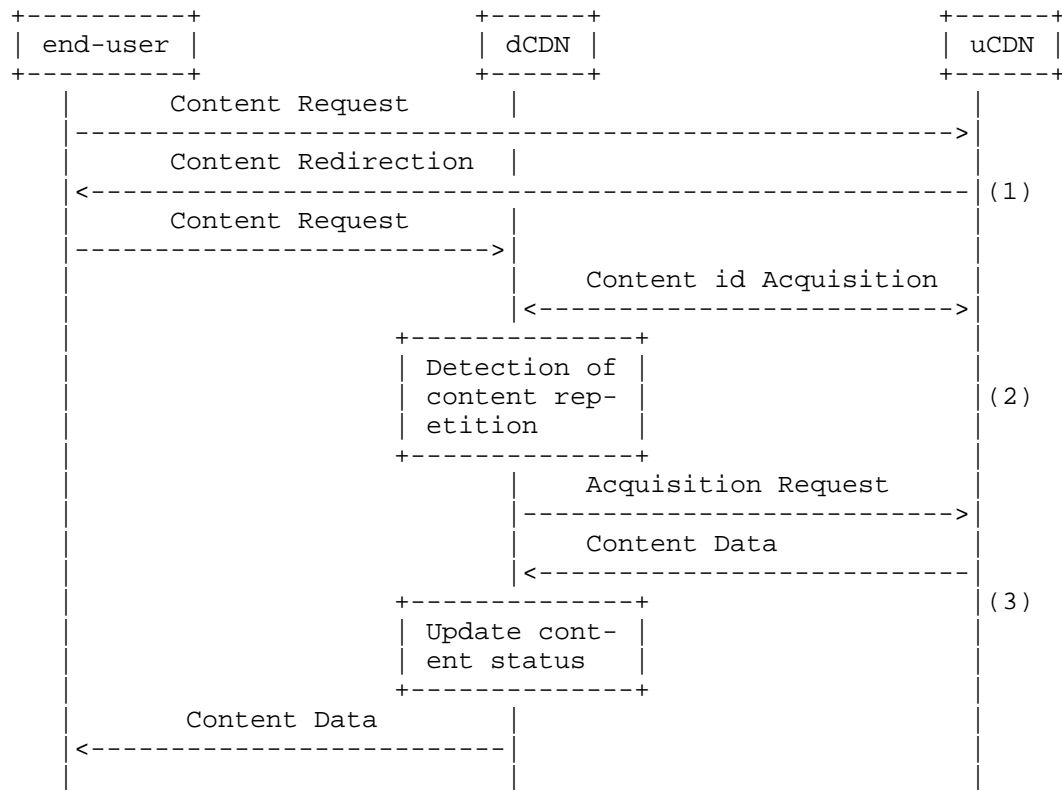 end-user dCDN uCDN
Content Request
Content Redirection
(1)
Content Request
Content id Acquisition
Detection of
content rep-
(2)
etition
Acquisition Request
Content Data
(3)
Update cont-
ent status
Content Data